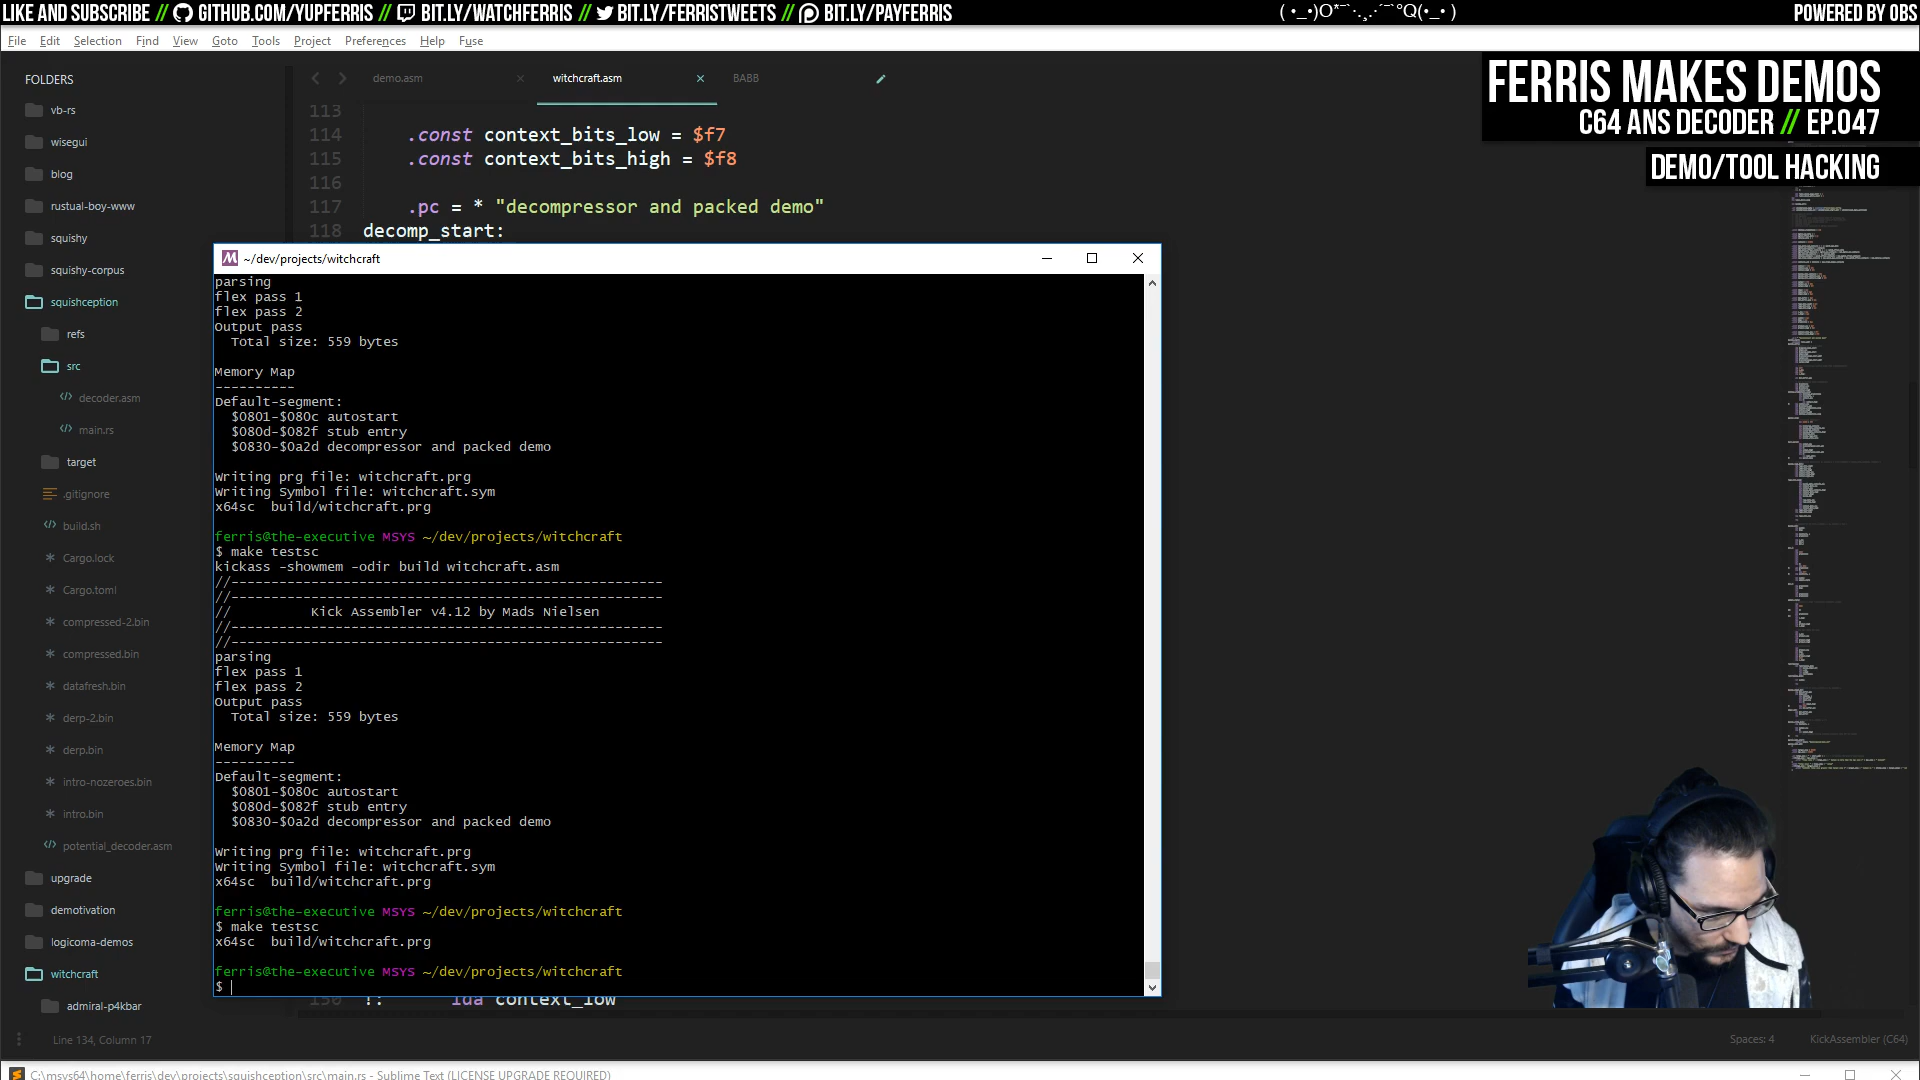 LIKE AND SUBSCRIBE // GITHUB.COM/YUPFERRIS // BIT.LY/WATCHFERRIS // BIT.LY/FERRISTWEETS // BIT.LY/PAYFERRIS
POWERED BY OBS
File Edit Selection Find View Goto Tools Project Preferences Help Fuse
FERRIS MAKES DEMOS
C64 ANS DECODER // EP.047
DEMO/TOOL HACKING
FOLDERS
vb-rs
wisegui
blog
rustual-boy-www
squishy
squishy-corpus
squishception
refs
src
decoder.asm
main.rs
target
.gitignore
build.sh
Cargo.lock
Cargo.toml
compressed-2.bin
compressed.bin
datafresh.bin
derp-2.bin
derp.bin
intro-nozeroes.bin
intro.bin
potential_decoder.asm
upgrade
demotivation
logicoma-demos
witchcraft
admiral-p4kbar
demo.asm
witchcraft.asm
BABB
113
114 .const context_bits_low = $f7
115 .const context_bits_high = $f8
116
117 .pc = * "decompressor and packed demo"
118 decomp_start:
~/dev/projects/witchcraft
parsing
flex pass 1
flex pass 2
Output pass
Total size: 559 bytes
Memory Map
----------
Default-segment:
$0801-$080c autostart
$080d-$082f stub entry
$0830-$0a2d decompressor and packed demo
Writing prg file: witchcraft.prg
Writing Symbol file: witchcraft.sym
x64sc  build/witchcraft.prg
ferris@the-executive MSYS ~/dev/projects/witchcraft
$ make testsc
kickass -showmem -odir build witchcraft.asm
//------------------------------------------------------
//------------------------------------------------------
// Kick Assembler v4.12 by Mads Nielsen
//------------------------------------------------------
//------------------------------------------------------
parsing
flex pass 1
flex pass 2
Output pass
Total size: 559 bytes
Memory Map
----------
Default-segment:
$0801-$080c autostart
$080d-$082f stub entry
$0830-$0a2d decompressor and packed demo
Writing prg file: witchcraft.prg
Writing Symbol file: witchcraft.sym
x64sc  build/witchcraft.prg
ferris@the-executive MSYS ~/dev/projects/witchcraft
$ make testsc
x64sc  build/witchcraft.prg
ferris@the-executive MSYS ~/dev/projects/witchcraft
$
150 !: lda context_low
Line 134, Column 17
Spaces: 4
KickAssembler (C64)
C:\msys64\home\ferris\dev\projects\squishception\src\main.rs - Sublime Text (LICENSE UPGRADE REQUIRED)